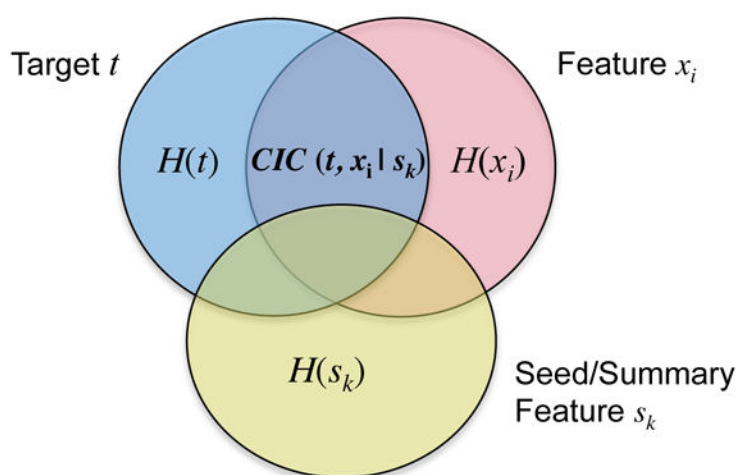 Target t
Feature xᵢ
H(t)
CIC (t, xᵢ | sₖ)
H(xᵢ)
H(sₖ)
Seed/Summary
Feature sₖ